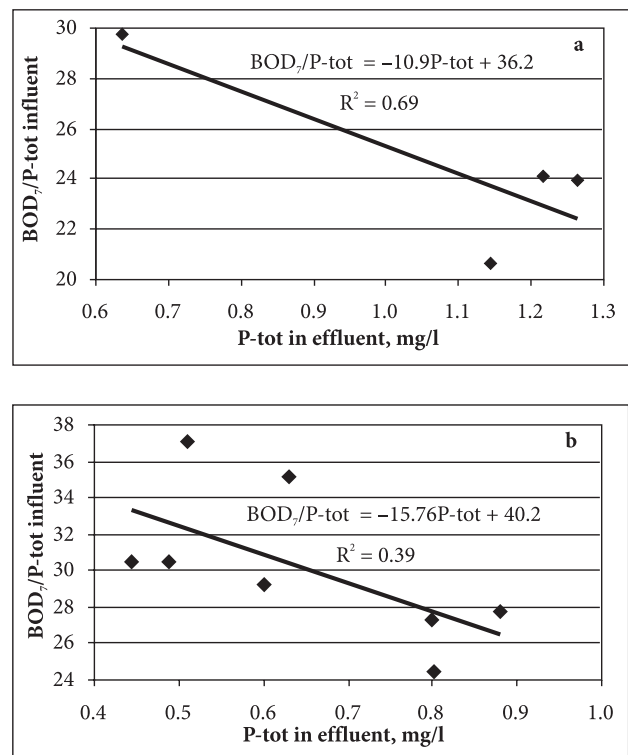 a
30
28
26
24
22
20
BOD₇/P-tot influent
BOD₇/P-tot = –10.9P-tot + 36.2
R² = 0.69
0.6 0.7 0.8 0.9 1.0 1.1 1.2 1.3
P-tot in effluent, mg/l
b
38
36
34
32
30
28
26
24
BOD₇/P-tot influent
BOD₇/P-tot = –15.76P-tot + 40.2
R² = 0.39
0.4 0.5 0.6 0.7 0.8 0.9 1.0
P-tot in effluent, mg/l